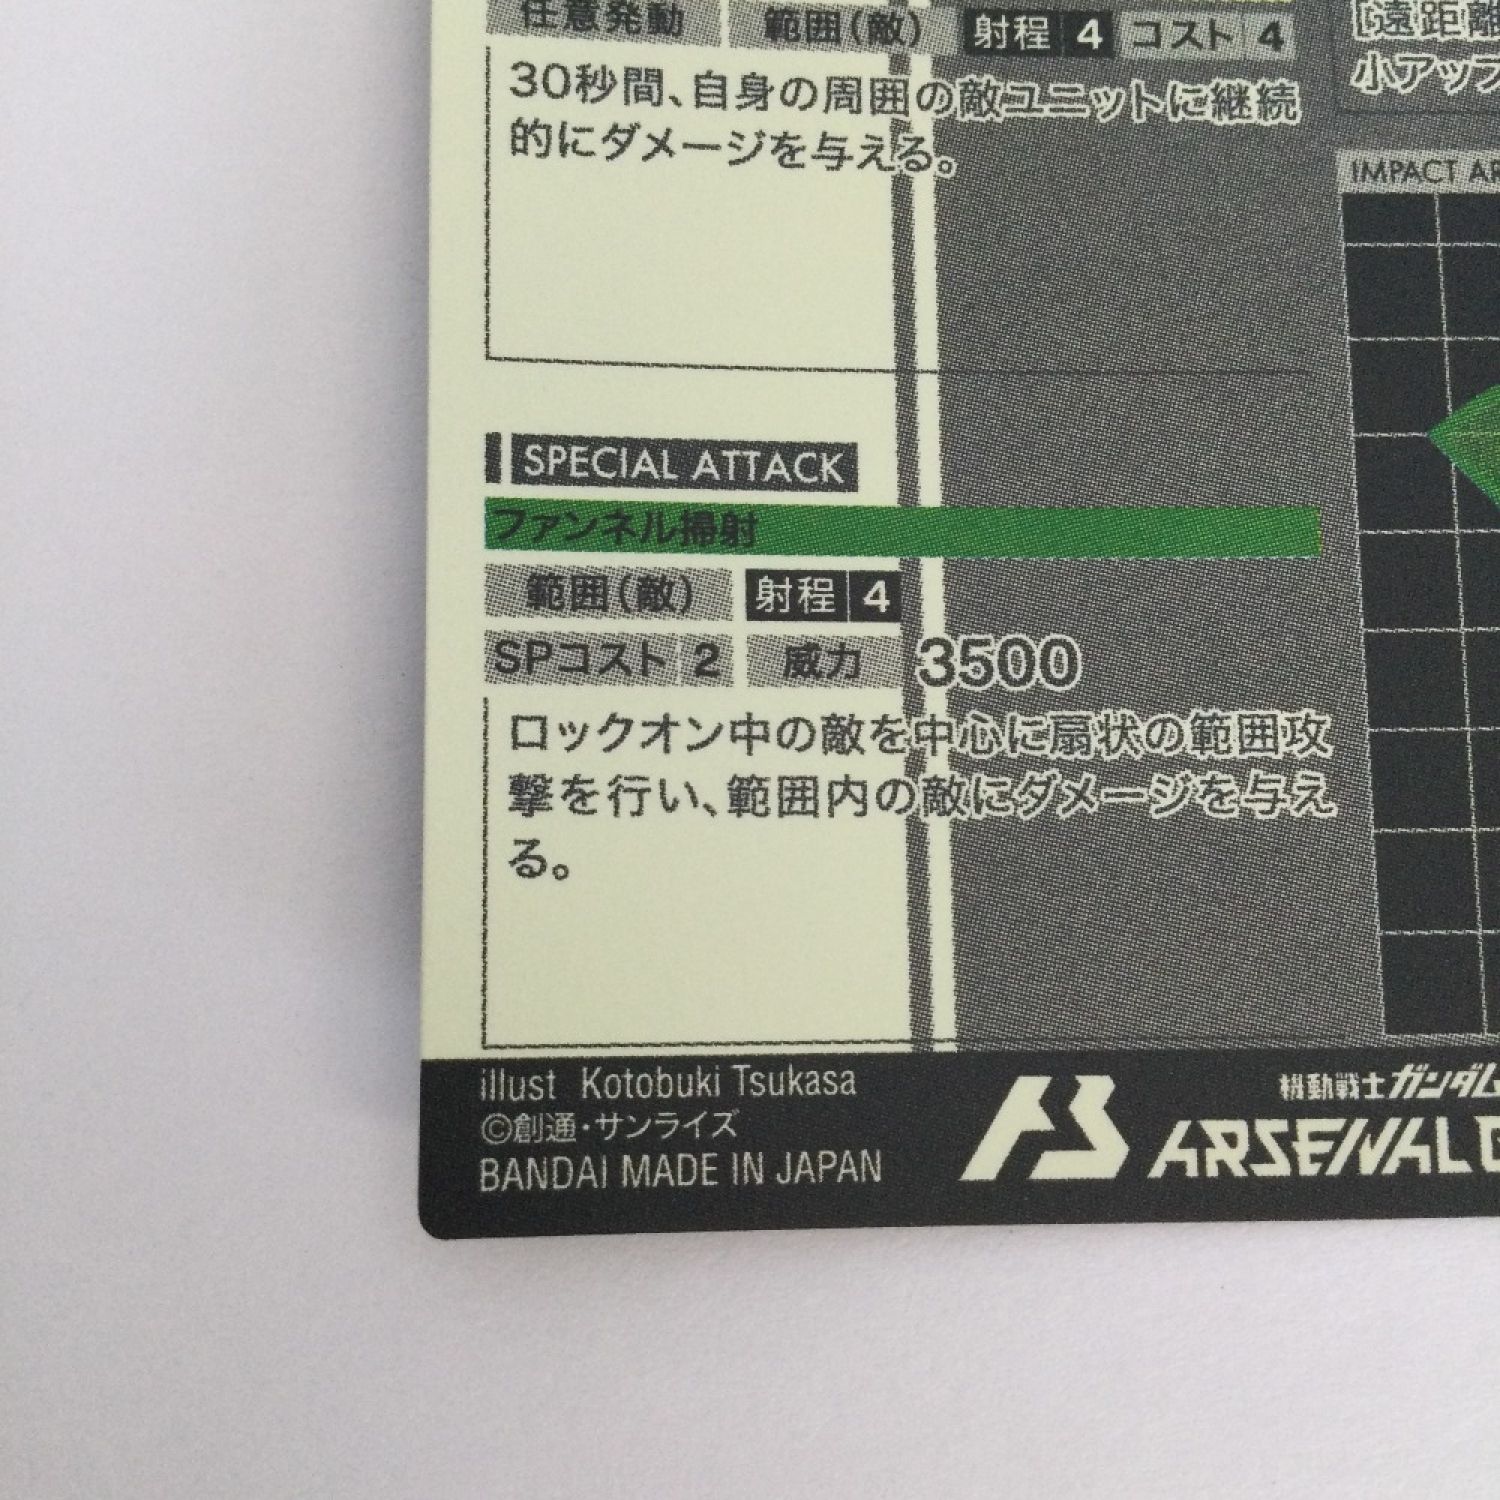 任意発動 範囲(敵) 射程 4 コスト 4
30秒間、自身の周囲の敵ユニットに継続
的にダメージを与える。
[遠距離
小アップ
IMPACT AR
SPECIAL ATTACK
ファンネル掃射
範囲(敵) 射程 4
SPコスト 2 威力 3500
ロックオン中の敵を中心に扇状の範囲攻
撃を行い、範囲内の敵にダメージを与え
る。
illust Kotobuki Tsukasa
©創通・サンライズ
BANDAI MADE IN JAPAN
機動戦士ガンダム
ARSENAL